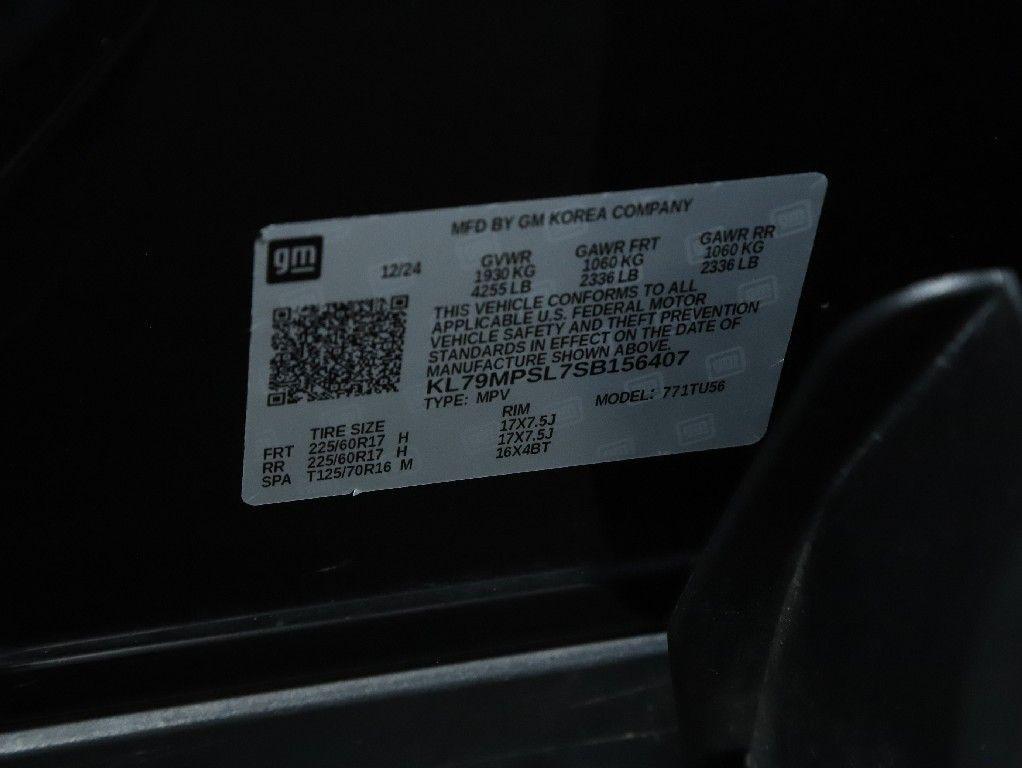 MFD BY GM KOREA COMPANY
gm
12/24
GVWR GAWR FRT GAWR RR
1930 KG 1060 KG 1060 KG
4255 LB 2336 LB 2336 LB
THIS VEHICLE CONFORMS TO ALL
APPLICABLE U.S. FEDERAL MOTOR
VEHICLE SAFETY AND THEFT PREVENTION
STANDARDS IN EFFECT ON THE DATE OF
MANUFACTURE SHOWN ABOVE.
KL79MPSL7SB156407
TYPE: MPV MODEL: 771TU56
TIRE SIZE RIM
FRT 225/60R17 H 17X7.5J
RR 225/60R17 H 17X7.5J
SPA T125/70R16 M 16X4BT